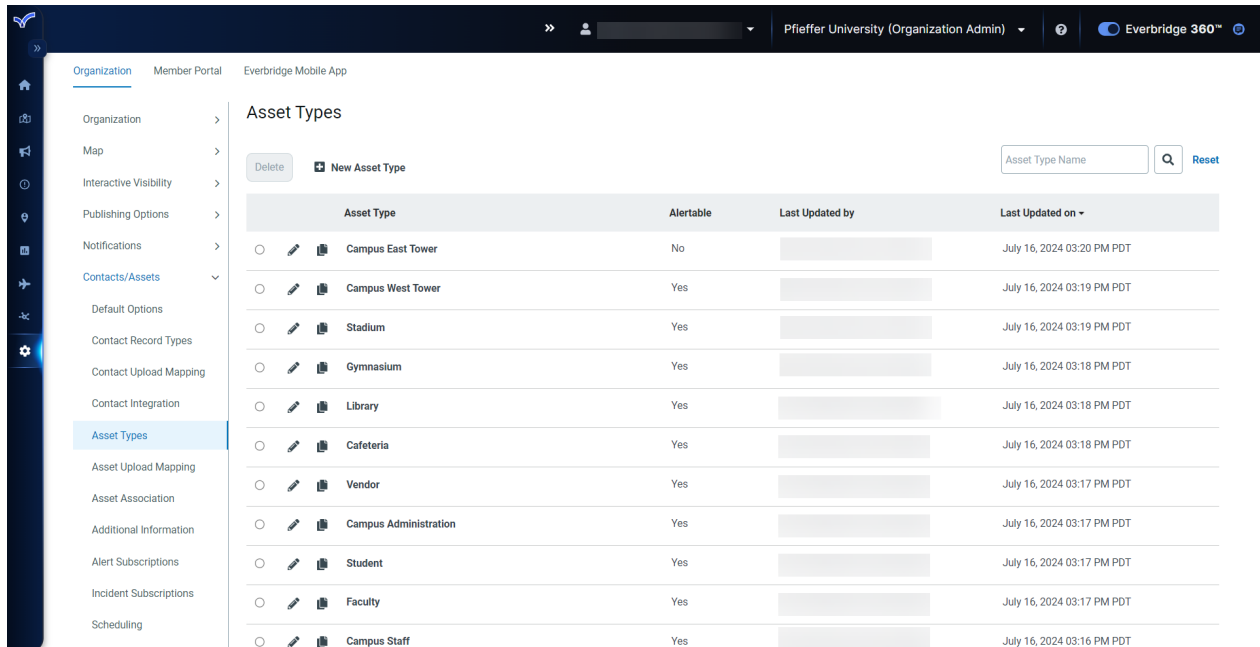 Pfieffer University (Organization Admin)
Everbridge 360™
Organization Member Portal Everbridge Mobile App
Organization
Map
Interactive Visibility
Publishing Options
Notifications
Contacts/Assets
Default Options
Contact Record Types
Contact Upload Mapping
Contact Integration
Asset Types
Asset Upload Mapping
Asset Association
Additional Information
Alert Subscriptions
Incident Subscriptions
Scheduling
Asset Types
Delete New Asset Type Asset Type Name Reset
Asset Type Alertable Last Updated by Last Updated on
Campus East Tower No July 16, 2024 03:20 PM PDT
Campus West Tower Yes July 16, 2024 03:19 PM PDT
Stadium Yes July 16, 2024 03:19 PM PDT
Gymnasium Yes July 16, 2024 03:18 PM PDT
Library Yes July 16, 2024 03:18 PM PDT
Cafeteria Yes July 16, 2024 03:18 PM PDT
Vendor Yes July 16, 2024 03:17 PM PDT
Campus Administration Yes July 16, 2024 03:17 PM PDT
Student Yes July 16, 2024 03:17 PM PDT
Faculty Yes July 16, 2024 03:17 PM PDT
Campus Staff Yes July 16, 2024 03:16 PM PDT